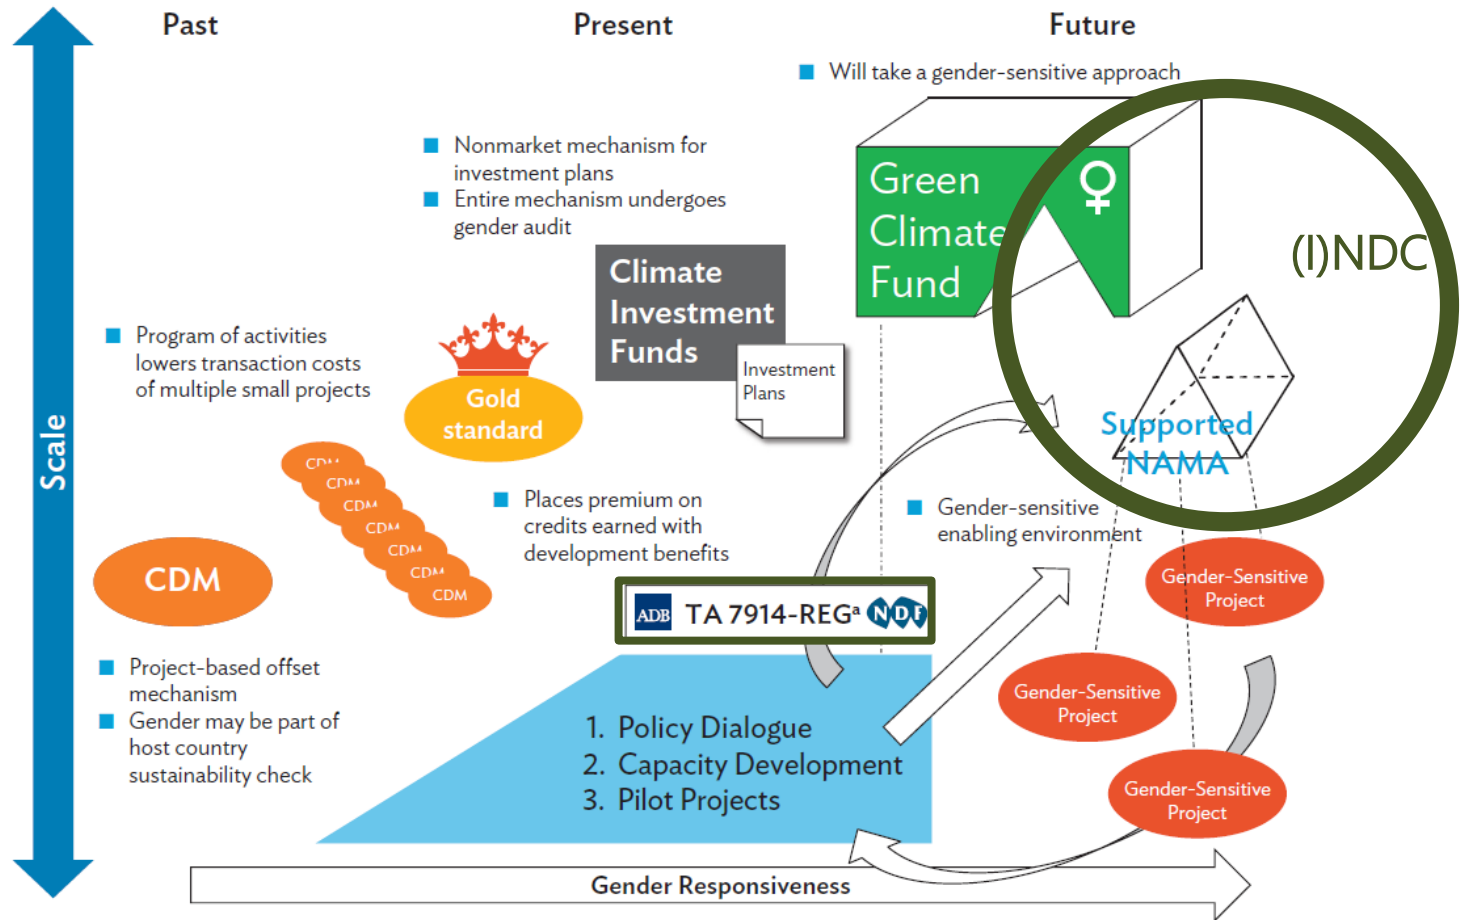 Past
Present
Future
Will take a gender-sensitive approach
Nonmarket mechanism for
investment plans
Entire mechanism undergoes
gender audit
Green
Climate
Fund
(I)NDC
Climate
Investment
Funds
Investment
Plans
Program of activities
lowers transaction costs
of multiple small projects
Gold
standard
Supported
NAMA
Scale
CDM
CDM
CDM
CDM
CDM
CDM
CDM
Places premium on
credits earned with
development benefits
Gender-sensitive
enabling environment
CDM
ADB TA 7914-REGª NDF
Gender-Sensitive
Project
Project-based offset
mechanism
Gender may be part of
host country
sustainability check
Gender-Sensitive
Project
1. Policy Dialogue
2. Capacity Development
3. Pilot Projects
Gender-Sensitive
Project
Gender Responsiveness